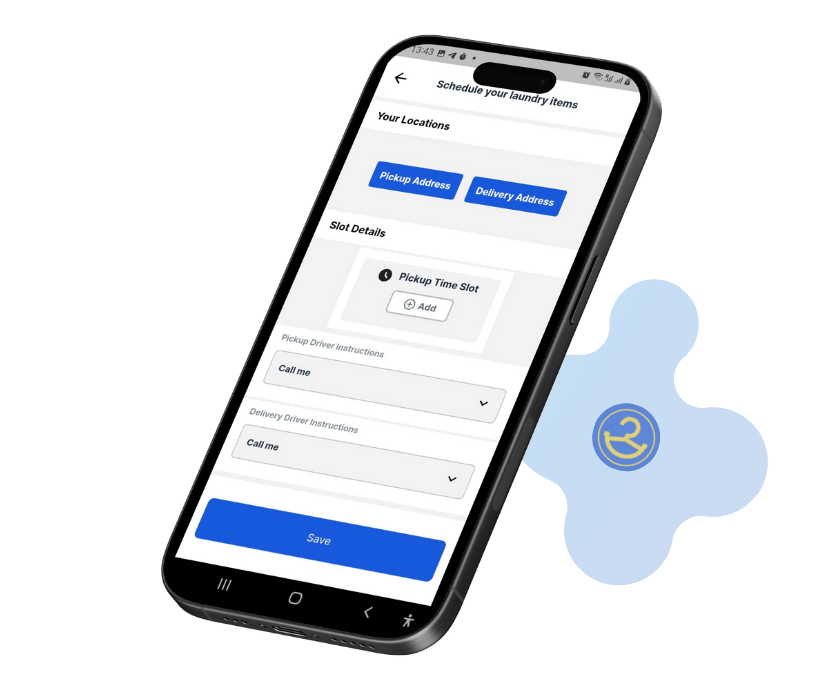 13:43
Schedule your laundry items
Your Locations
Pickup Address
Delivery Address
Slot Details
Pickup Time Slot
Add
Pickup Driver Instructions
Call me
Delivery Driver Instructions
Call me
Save